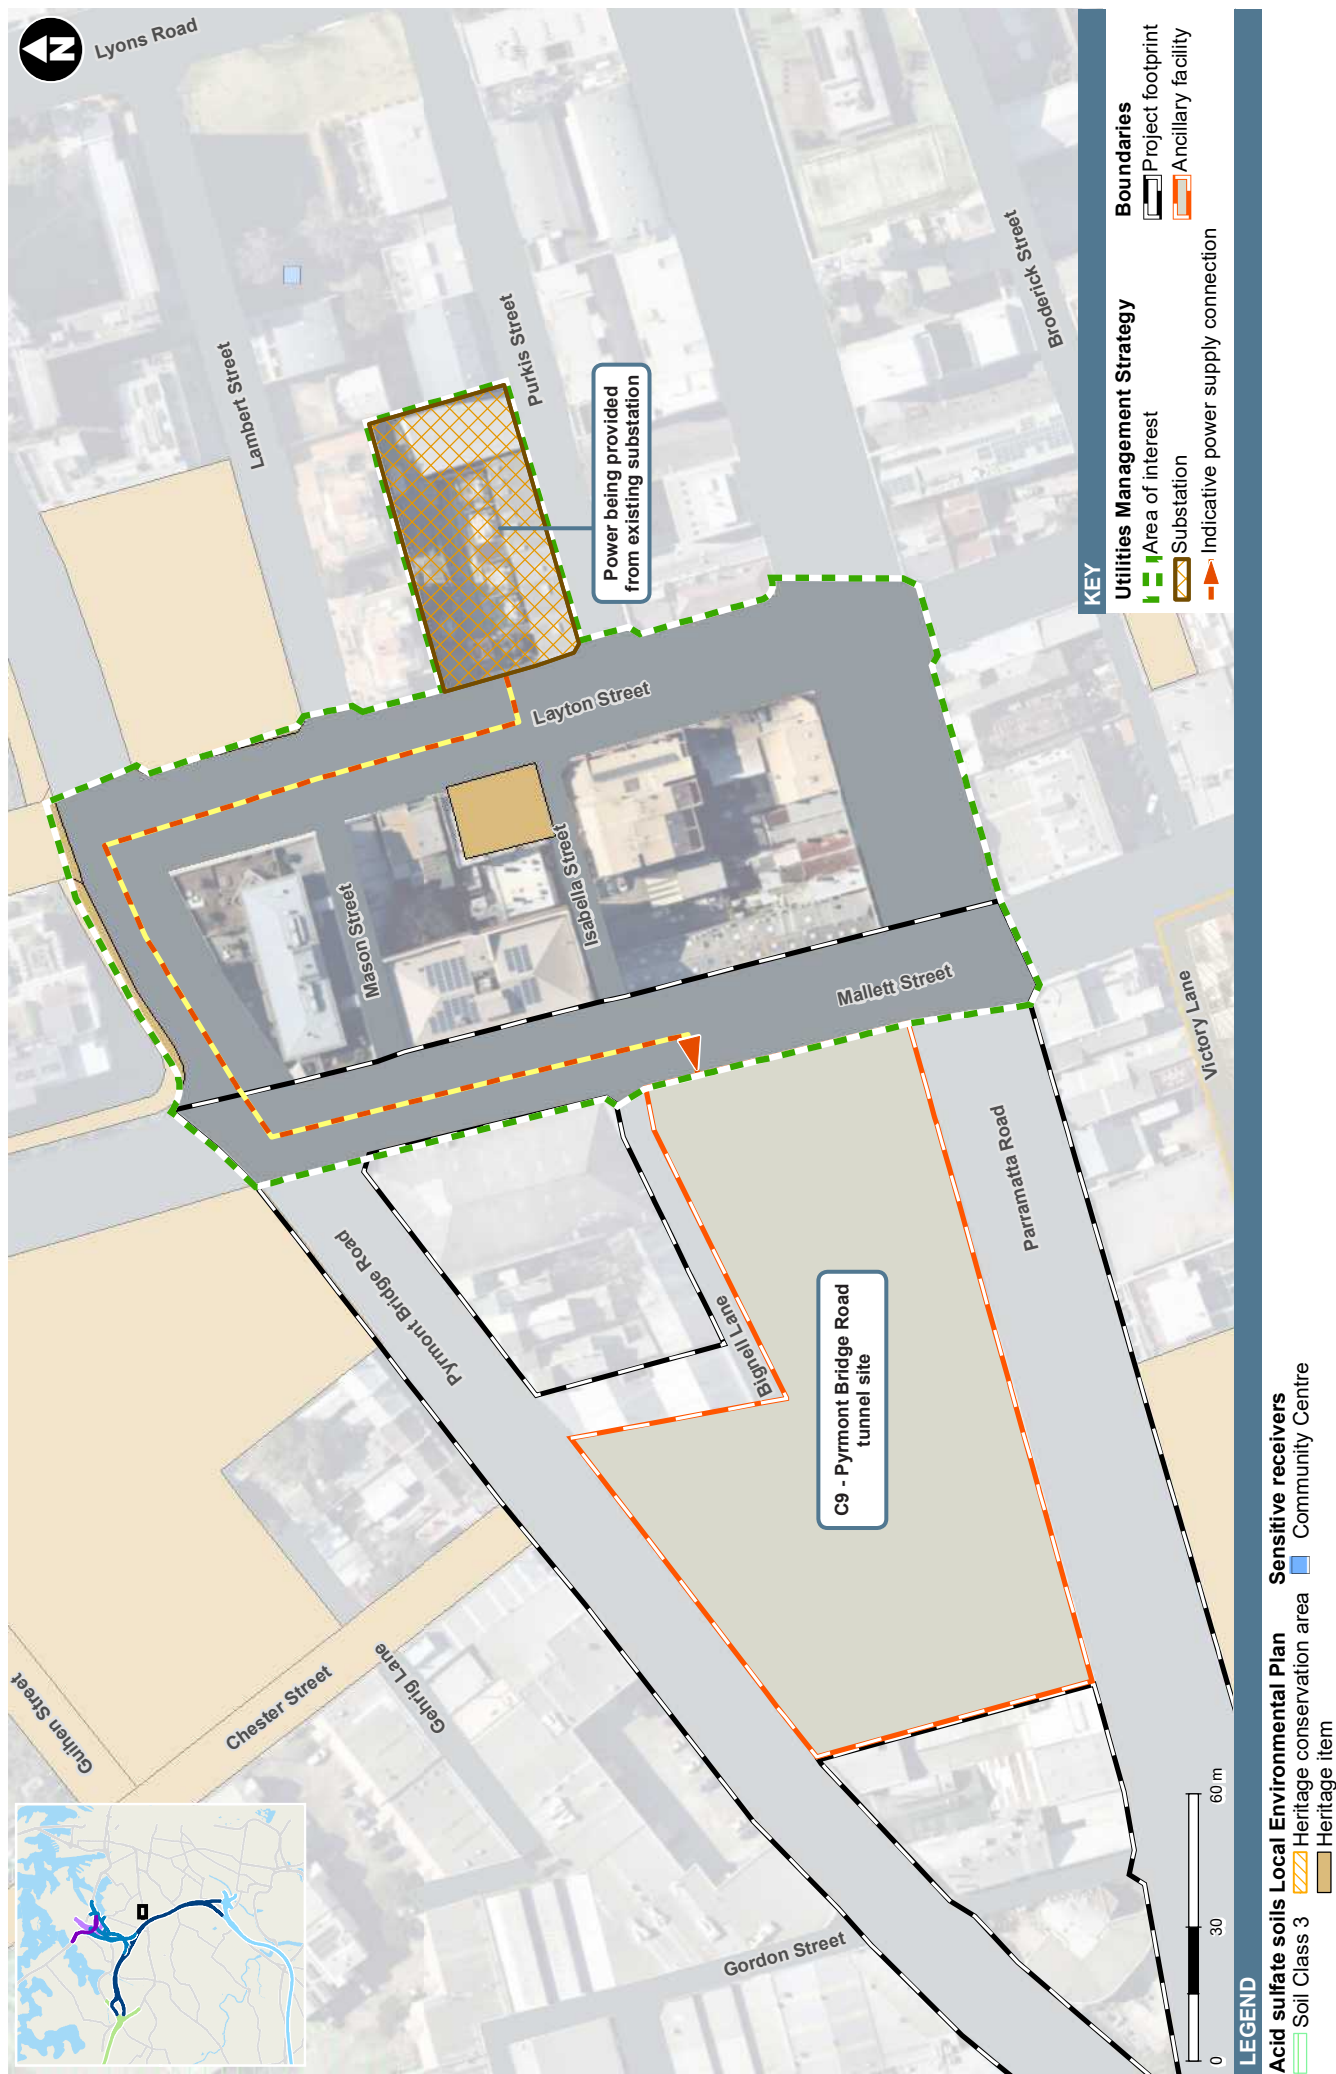 N
Lyons Road
Lambert Street
Purkis Street
Broderick Street
Power being provided
from existing substation
Layton Street
Mason Street
Isabella Street
Mallett Street
Victory Lane
Parramatta Road
Pyrmont Bridge Road
Bignell Lane
C9 - Pyrmont Bridge Road
tunnel site
Guihen Street
Chester Street
Gehrig Lane
Gordon Street
0 30 60 m
KEY
Utilities Management Strategy
Area of interest
Substation
Indicative power supply connection
Boundaries
Project footprint
Ancillary facility
LEGEND
Acid sulfate soils
Soil Class 3
Local Environmental Plan
Heritage conservation area
Heritage item
Sensitive receivers
Community Centre